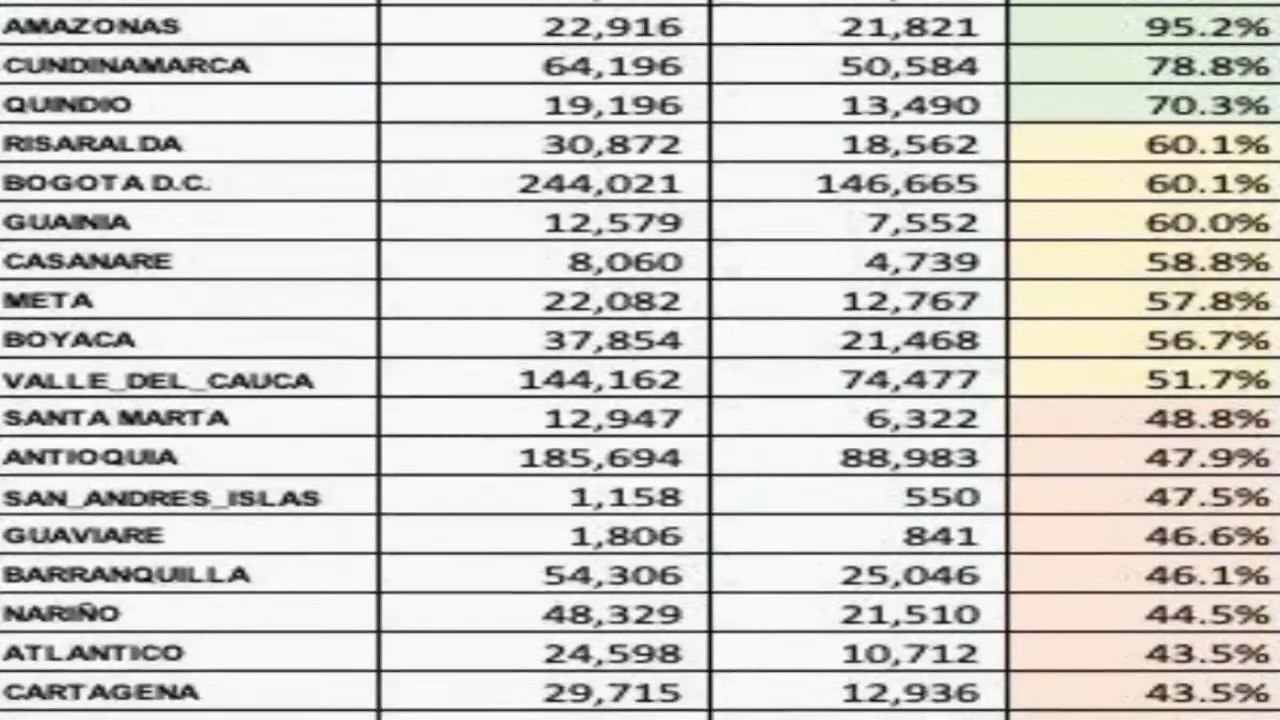 AMAZONAS 22,916 21,821 95.2%
CUNDINAMARCA 64,196 50,584 78.8%
QUINDIO 19,196 13,490 70.3%
RISARALDA 30,872 18,562 60.1%
BOGOTA D.C. 244,021 146,665 60.1%
GUAINIA 12,579 7,552 60.0%
CASANARE 8,060 4,739 58.8%
META 22,082 12,767 57.8%
BOYACA 37,854 21,468 56.7%
VALLE_DEL_CAUCA 144,162 74,477 51.7%
SANTA MARTA 12,947 6,322 48.8%
ANTIOQUIA 185,694 88,983 47.9%
SAN_ANDRES_ISLAS 1,158 550 47.5%
GUAVIARE 1,806 841 46.6%
BARRANQUILLA 54,306 25,046 46.1%
NARIÑO 48,329 21,510 44.5%
ATLANTICO 24,598 10,712 43.5%
CARTAGENA 29,715 12,936 43.5%